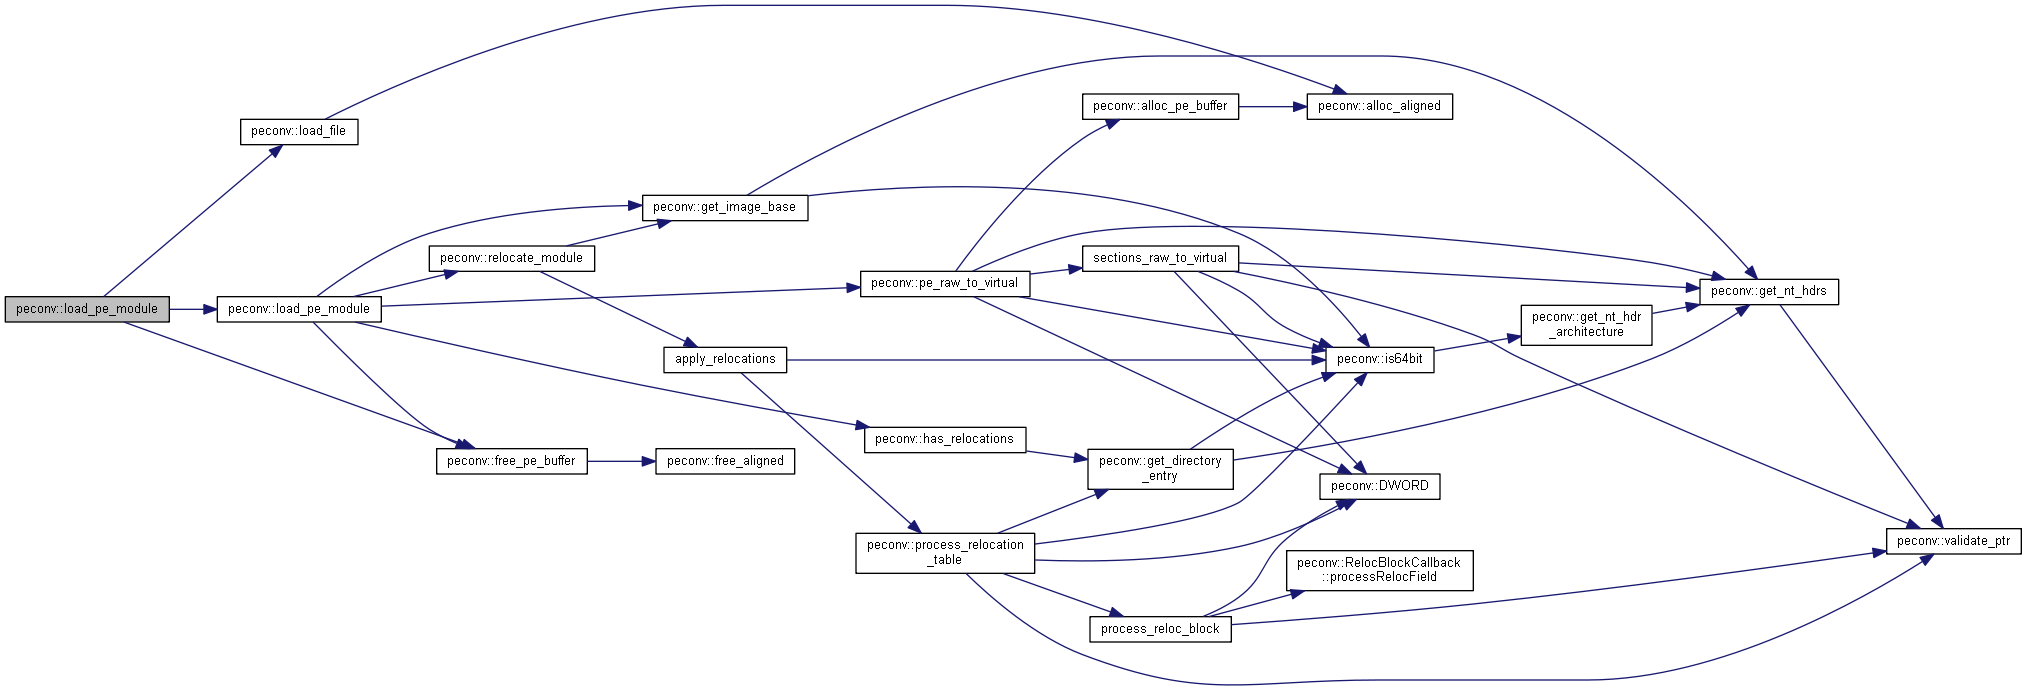 peconv::load_pe_module
peconv::load_file
peconv::load_pe_module
peconv::relocate_module
peconv::free_pe_buffer
peconv::get_image_base
apply_relocations
peconv::free_aligned
peconv::pe_raw_to_virtual
peconv::has_relocations
peconv::process_relocation
_table
peconv::alloc_pe_buffer
sections_raw_to_virtual
peconv::get_directory
_entry
process_reloc_block
peconv::alloc_aligned
peconv::is64bit
peconv::DWORD
peconv::RelocBlockCallback
::processRelocField
peconv::get_nt_hdr
_architecture
peconv::get_nt_hdrs
peconv::validate_ptr